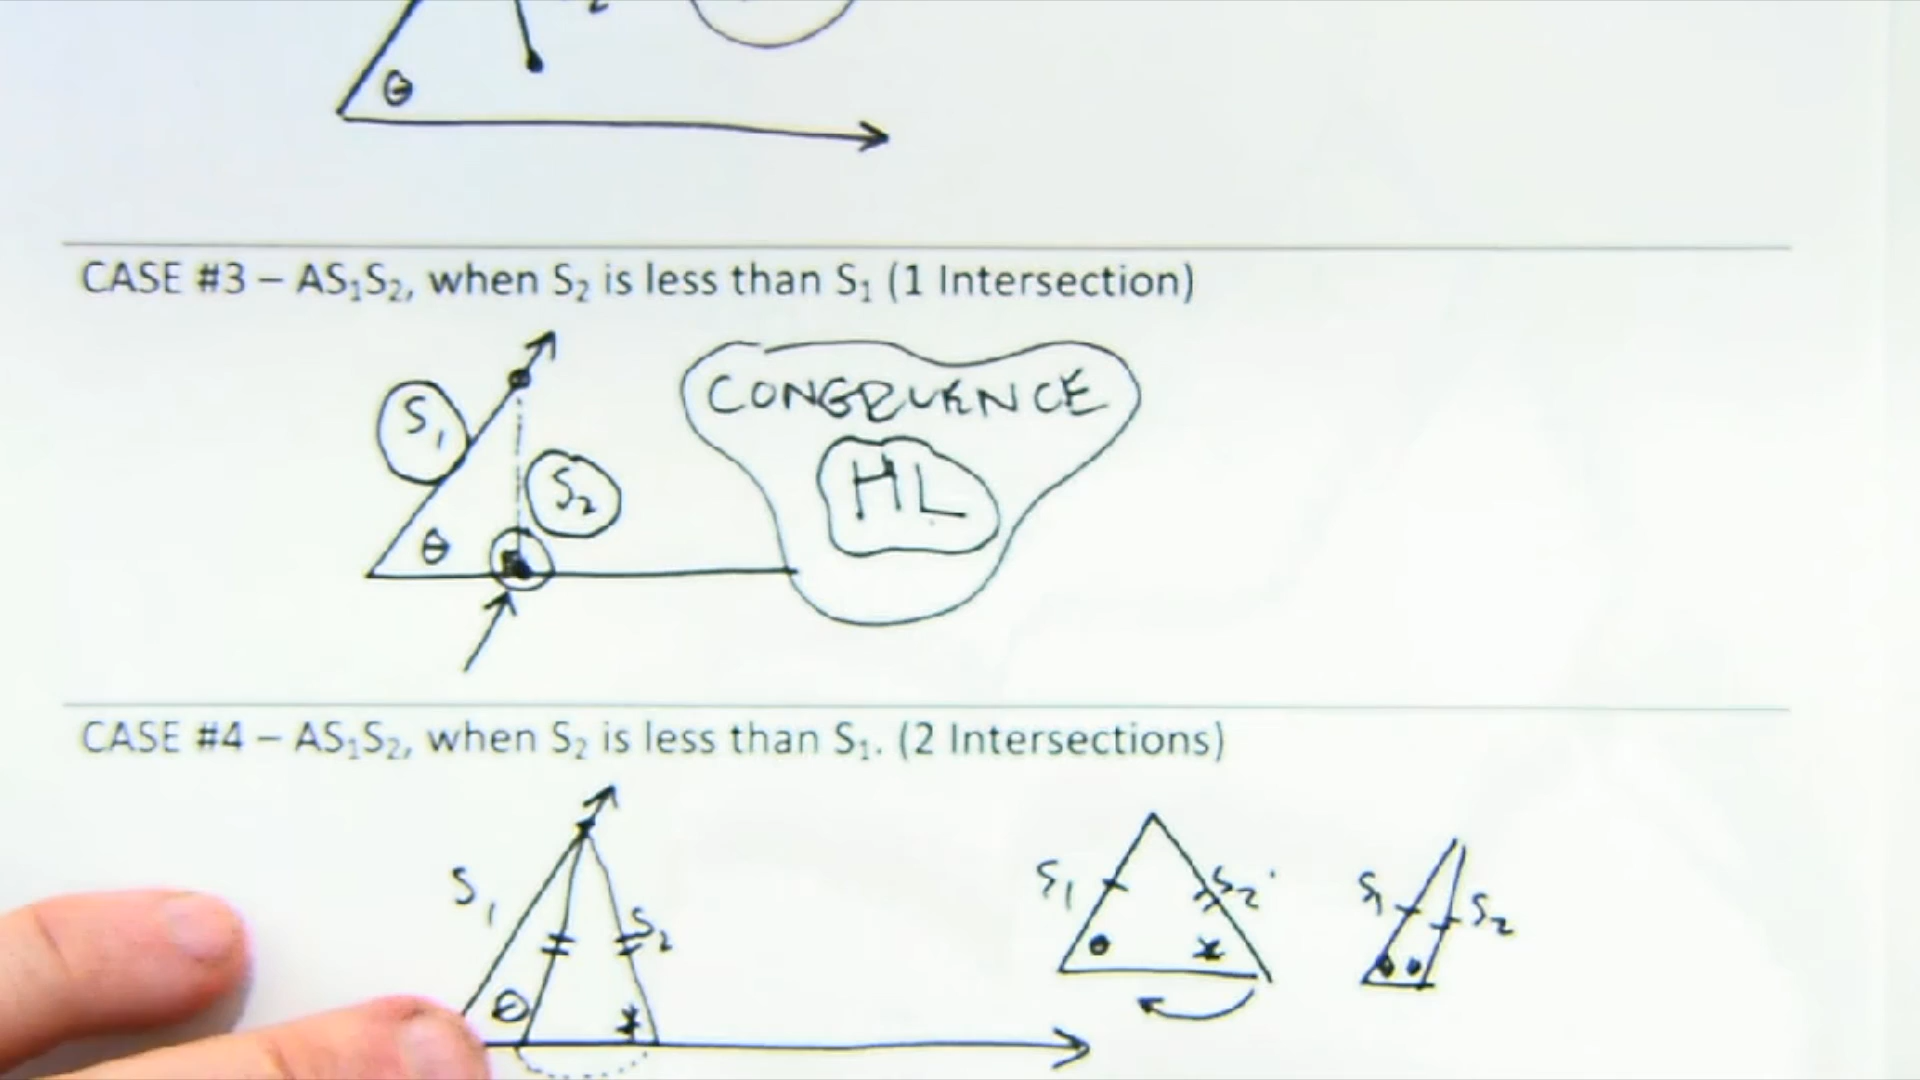 θ
CASE #3 – AS₁S₂, when S₂ is less than S₁ (1 Intersection)
S₁
CONGRUENCE
HL
S₂
θ
CASE #4 – AS₁S₂, when S₂ is less than S₁. (2 Intersections)
S₁
S₂
θ
S₁
S₂
S₁
S₂